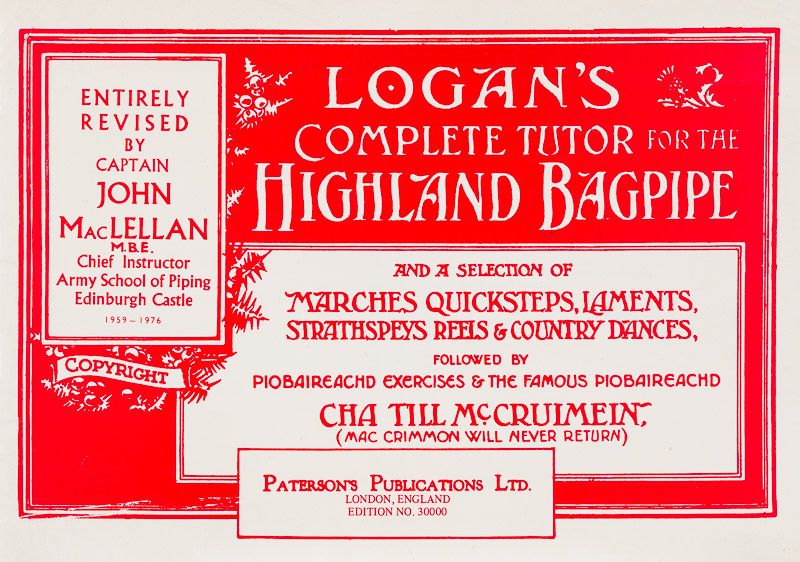 LOGAN'S
COMPLETE TUTOR FOR THE
HIGHLAND BAGPIPE
ENTIRELY
REVISED
BY
CAPTAIN
JOHN
MACLELLAN
M.B.E.
Chief Instructor
Army School of Piping
Edinburgh Castle
1959-1976
COPYRIGHT
AND A SELECTION OF
MARCHES QUICKSTEPS, LAMENTS,
STRATHSPEYS REELS & COUNTRY DANCES,
FOLLOWED BY
PIOBAIREACHD EXERCISES & THE FAMOUS PIOBAIREACHD
CHA TILL McCRUIMEIN,
(MAC CRIMMON WILL NEVER RETURN)
PATERSON'S PUBLICATIONS LTD.
LONDON, ENGLAND
EDITION NO. 30000